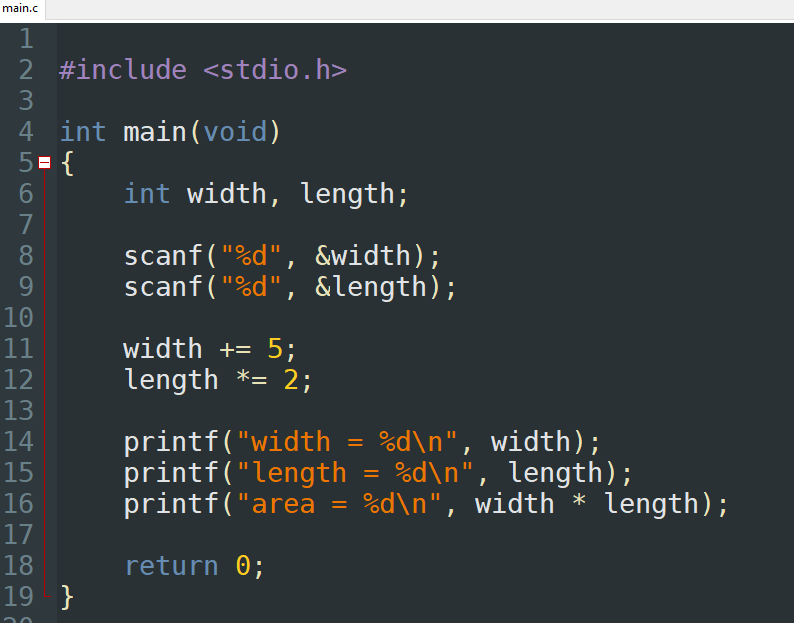 main.c
1
2 #include <stdio.h>
3
4 int main(void)
5 {
6     int width, length;
7
8     scanf("%d", &width);
9     scanf("%d", &length);
10
11     width += 5;
12     length *= 2;
13
14     printf("width = %d\n", width);
15     printf("length = %d\n", length);
16     printf("area = %d\n", width * length);
17
18     return 0;
19 }
20